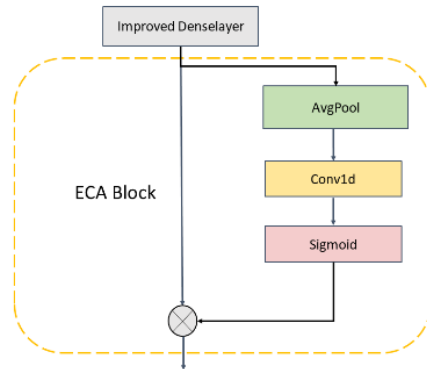 Improved Denselayer
AvgPool
Conv1d
ECA Block
Sigmoid